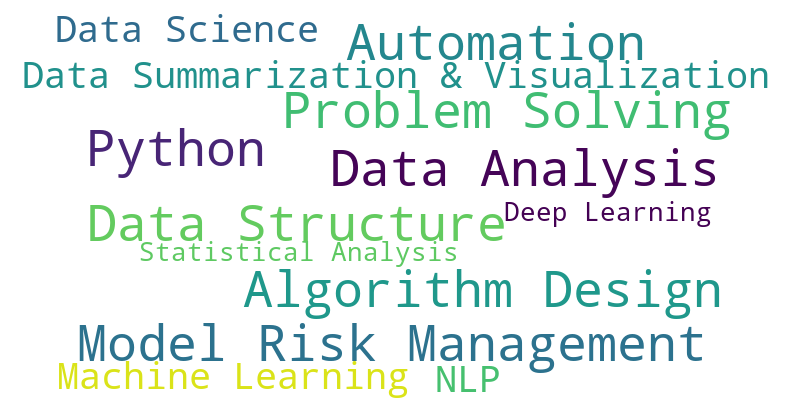 Data Science
Automation
Data Summarization & Visualization
Problem Solving
Python
Data Analysis
Data Structure
Deep Learning
Statistical Analysis
Algorithm Design
Model Risk Management
Machine Learning
NLP